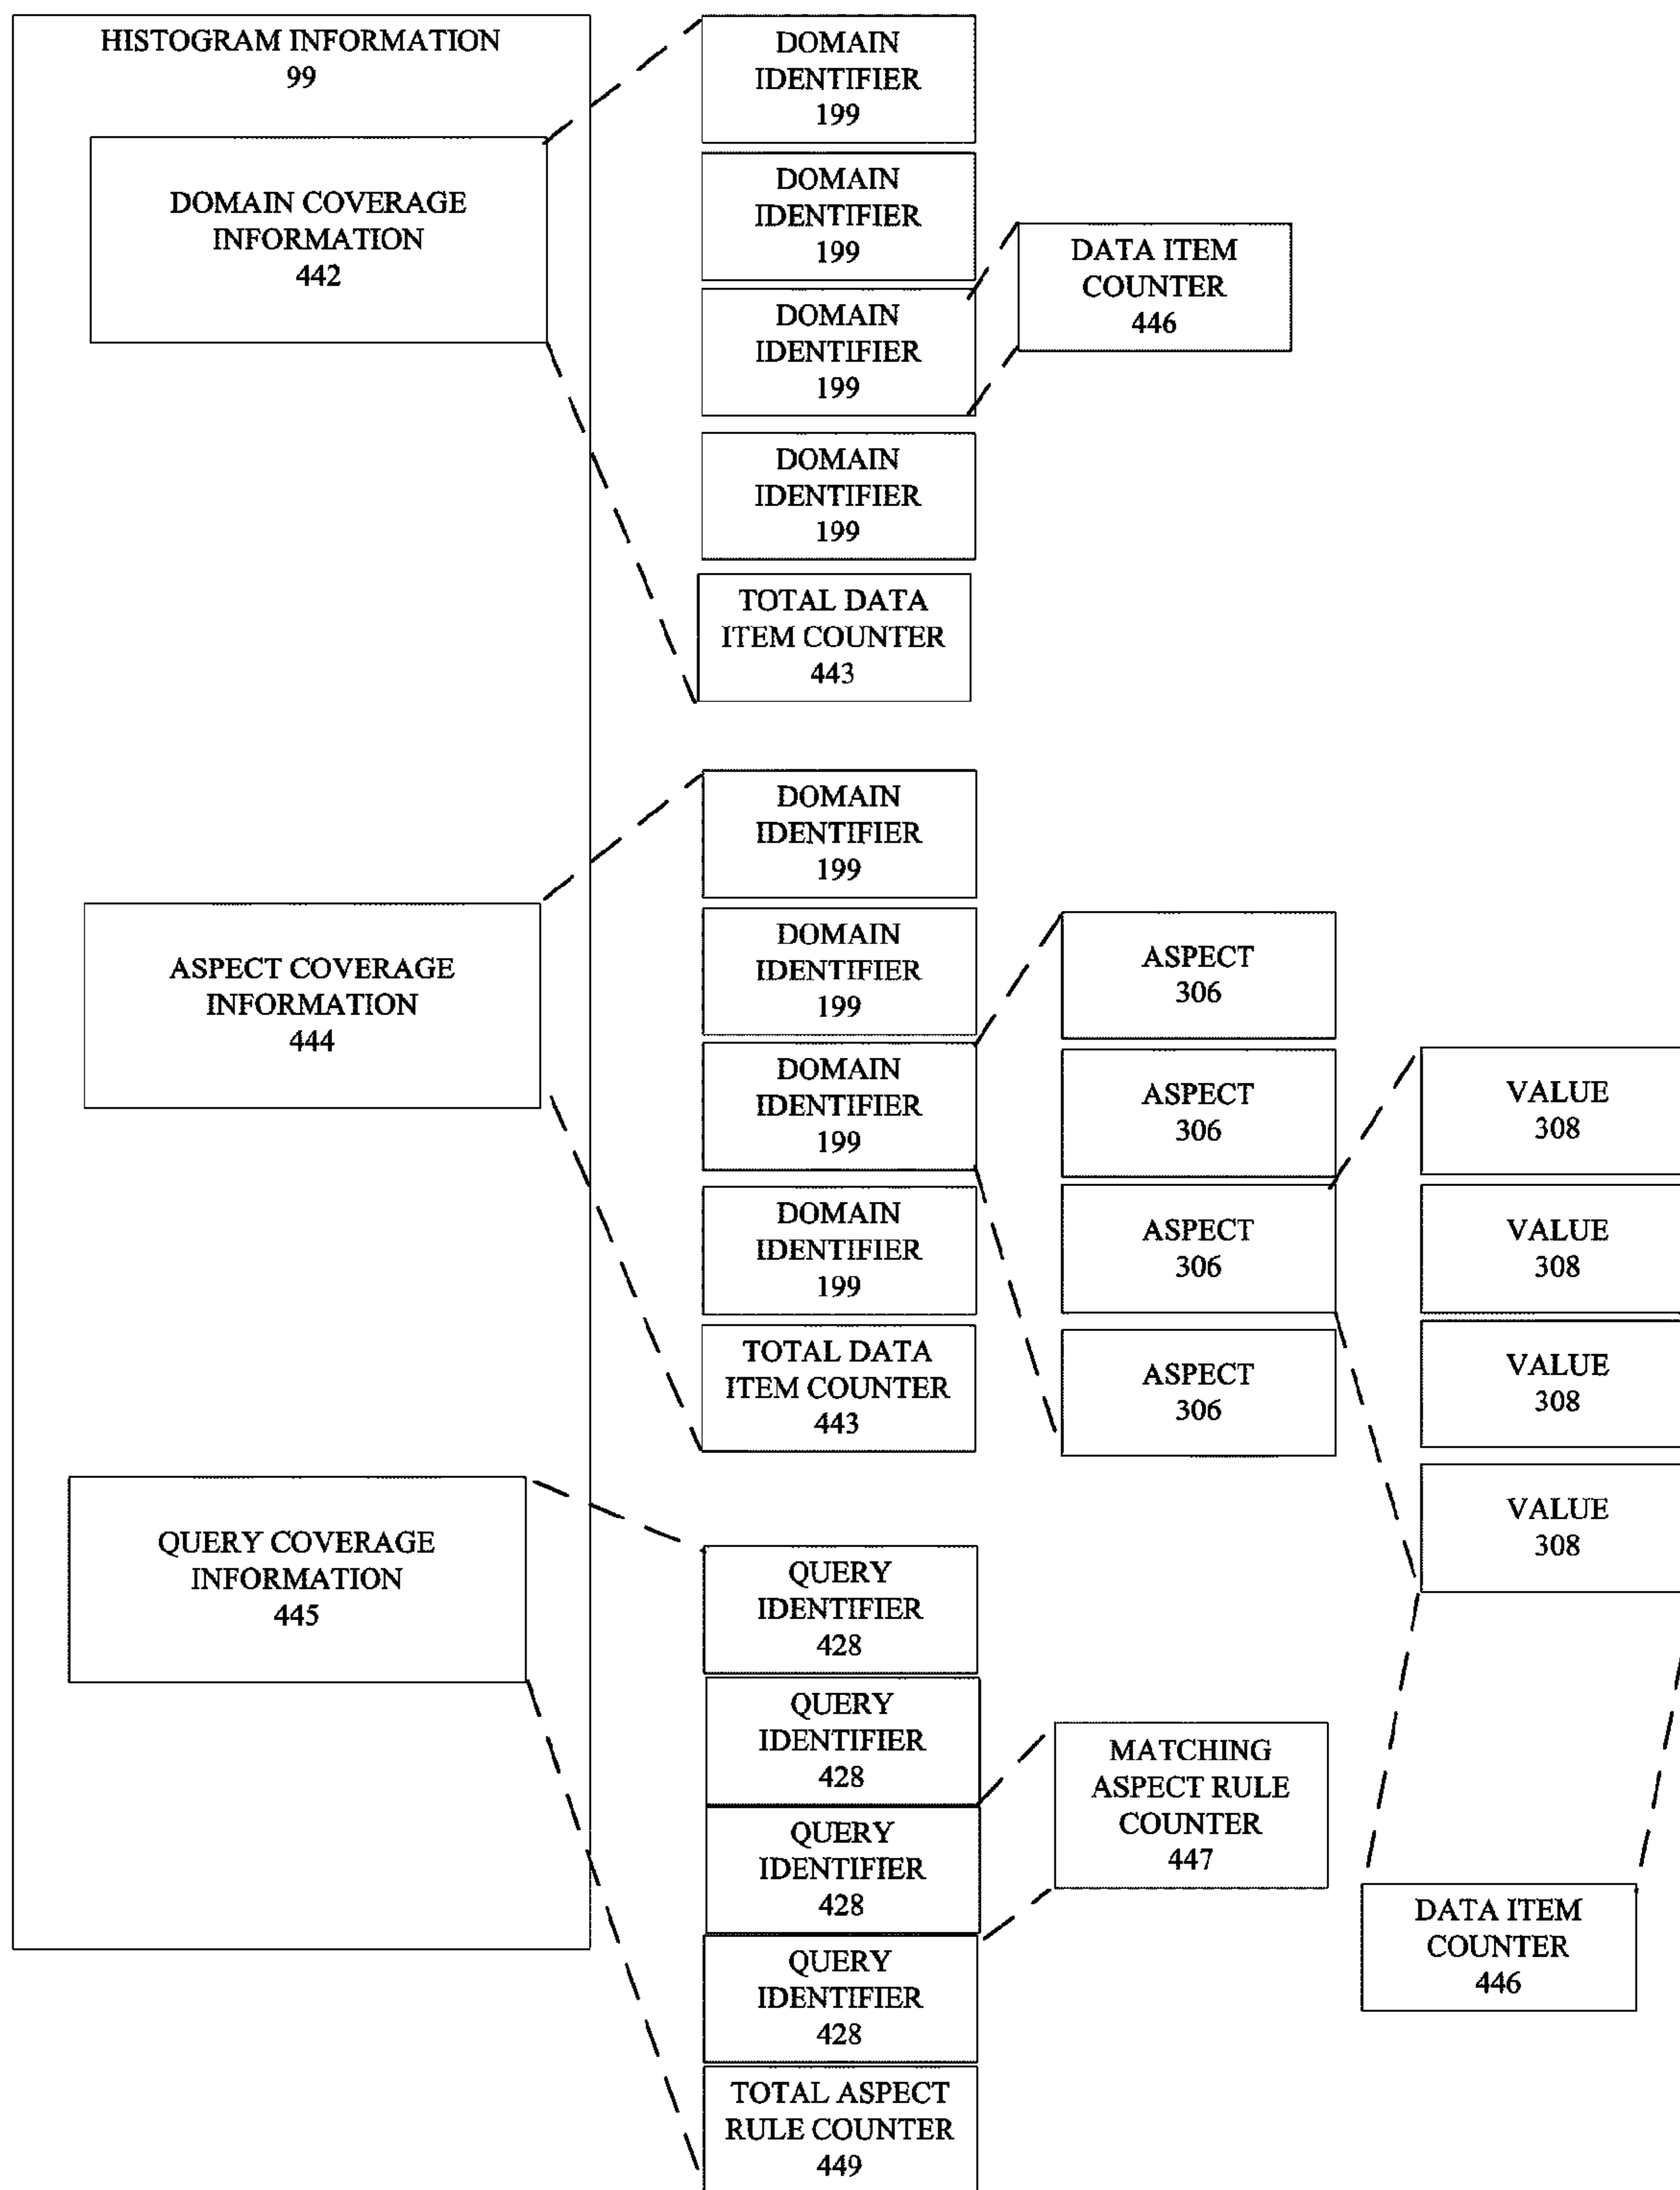 HISTOGRAM INFORMATION
99
DOMAIN COVERAGE
INFORMATION
442
DOMAIN
IDENTIFIER
199
DOMAIN
IDENTIFIER
199
DOMAIN
IDENTIFIER
199
DOMAIN
IDENTIFIER
199
TOTAL DATA
ITEM COUNTER
443
DATA ITEM
COUNTER
446
ASPECT COVERAGE
INFORMATION
444
DOMAIN
IDENTIFIER
199
DOMAIN
IDENTIFIER
199
DOMAIN
IDENTIFIER
199
DOMAIN
IDENTIFIER
199
TOTAL DATA
ITEM COUNTER
443
ASPECT
306
ASPECT
306
ASPECT
306
ASPECT
306
VALUE
308
VALUE
308
VALUE
308
VALUE
308
DATA ITEM
COUNTER
446
QUERY COVERAGE
INFORMATION
445
QUERY
IDENTIFIER
428
QUERY
IDENTIFIER
428
QUERY
IDENTIFIER
428
QUERY
IDENTIFIER
428
TOTAL ASPECT
RULE COUNTER
449
MATCHING
ASPECT RULE
COUNTER
447